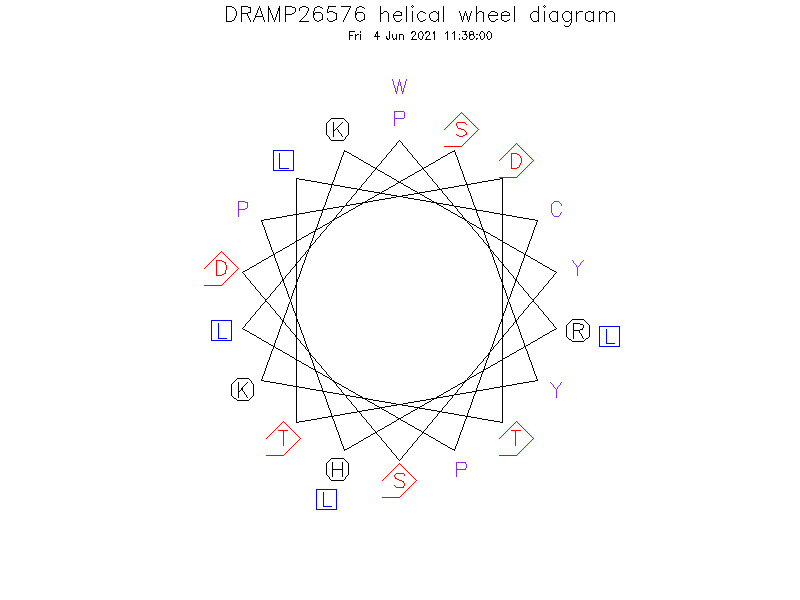 DRAMP26576 helical wheel diagram
Fri 4 Jun 2021 11:38:00
W
K P S
L D
P C
D Y
L R L
K Y
T T
H S P
L